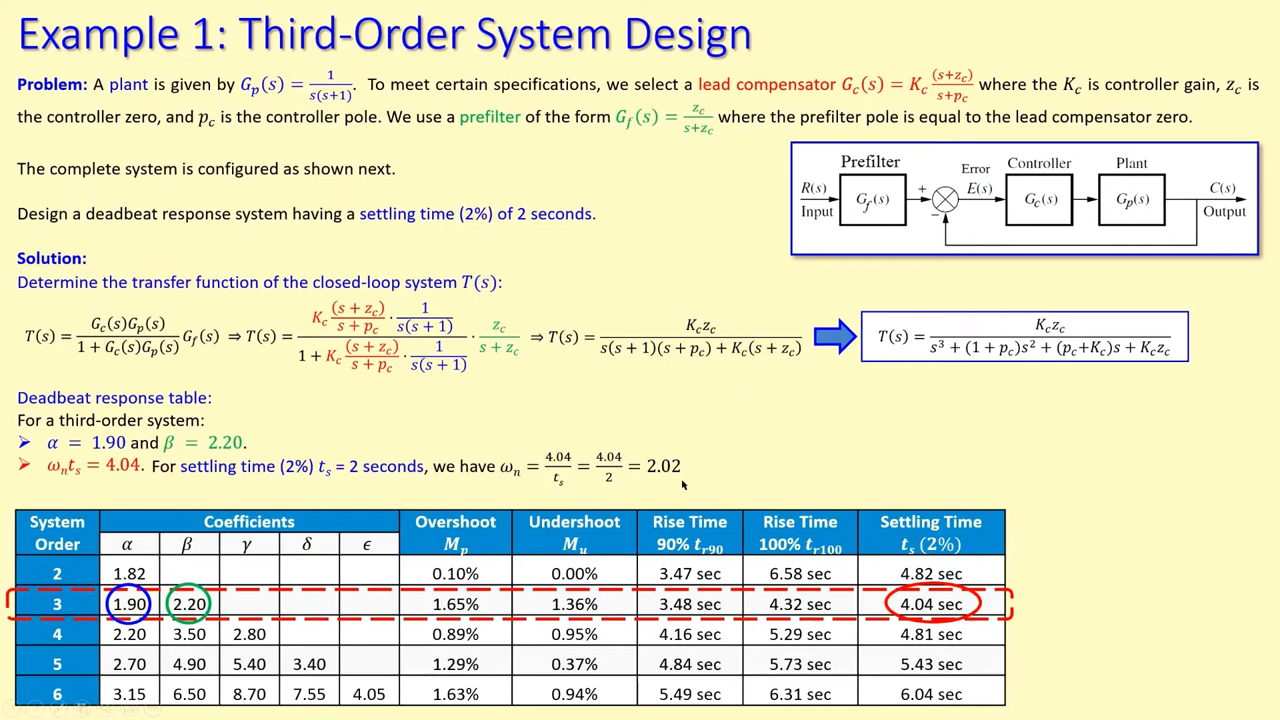 Example 1: Third-Order System Design
Problem: A plant is given by G_p(s) = 1/(s(s+1)). To meet certain specifications, we select a lead compensator G_c(s) = K_c (s+z_c)/(s+p_c) where the K_c is controller gain, z_c is
the controller zero, and p_c is the controller pole. We use a prefilter of the form G_f(s) = z_c/(s+z_c) where the prefilter pole is equal to the lead compensator zero.
The complete system is configured as shown next.
Prefilter Error Controller Plant
R(s) G_f(s) + − E(s) G_c(s) G_p(s) C(s)
Input Output
Design a deadbeat response system having a settling time (2%) of 2 seconds.
Solution:
Determine the transfer function of the closed-loop system T(s):
T(s) = G_c(s)G_p(s)/(1 + G_c(s)G_p(s)) G_f(s) ⇒ T(s) = (K_c (s + z_c)/(s + p_c) · 1/(s(s + 1)))/(1 + K_c (s + z_c)/(s + p_c) · 1/(s(s + 1))) · z_c/(s + z_c) ⇒ T(s) = K_c z_c/(s(s + 1)(s + p_c) + K_c(s + z_c)) T(s) = K_c z_c/(s³ + (1 + p_c)s² + (p_c+K_c)s + K_c z_c)
Deadbeat response table:
For a third-order system:
➢ α = 1.90 and β = 2.20.
➢ ω_n t_s = 4.04. For settling time (2%) t_s = 2 seconds, we have ω_n = 4.04/t_s = 4.04/2 = 2.02
System Order Coefficients Overshoot M_p Undershoot M_u Rise Time 90% t_r90 Rise Time 100% t_r100 Settling Time t_s (2%)
α β γ δ ϵ
2 1.82 0.10% 0.00% 3.47 sec 6.58 sec 4.82 sec
3 1.90 2.20 1.65% 1.36% 3.48 sec 4.32 sec 4.04 sec
4 2.20 3.50 2.80 0.89% 0.95% 4.16 sec 5.29 sec 4.81 sec
5 2.70 4.90 5.40 3.40 1.29% 0.37% 4.84 sec 5.73 sec 5.43 sec
6 3.15 6.50 8.70 7.55 4.05 1.63% 0.94% 5.49 sec 6.31 sec 6.04 sec